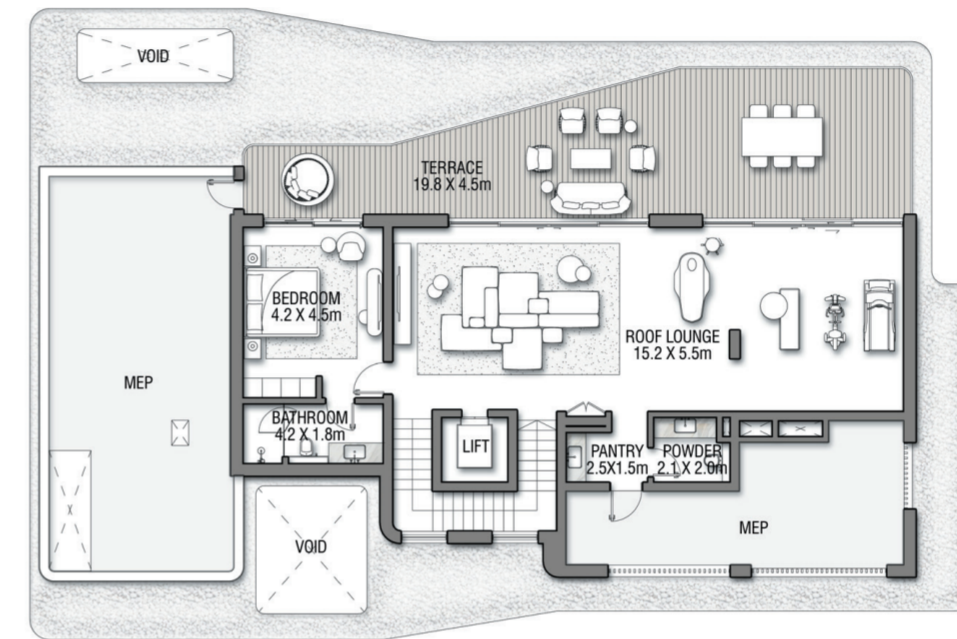 VOID
TERRACE
19.8 X 4.5m
BEDROOM
4.2 X 4.5m
ROOF LOUNGE
15.2 X 5.5m
MEP
BATHROOM
4.2 X 1.8m
LIFT
PANTRY
2.5X1.5m
POWDER
2.1 X 2.0m
MEP
VOID